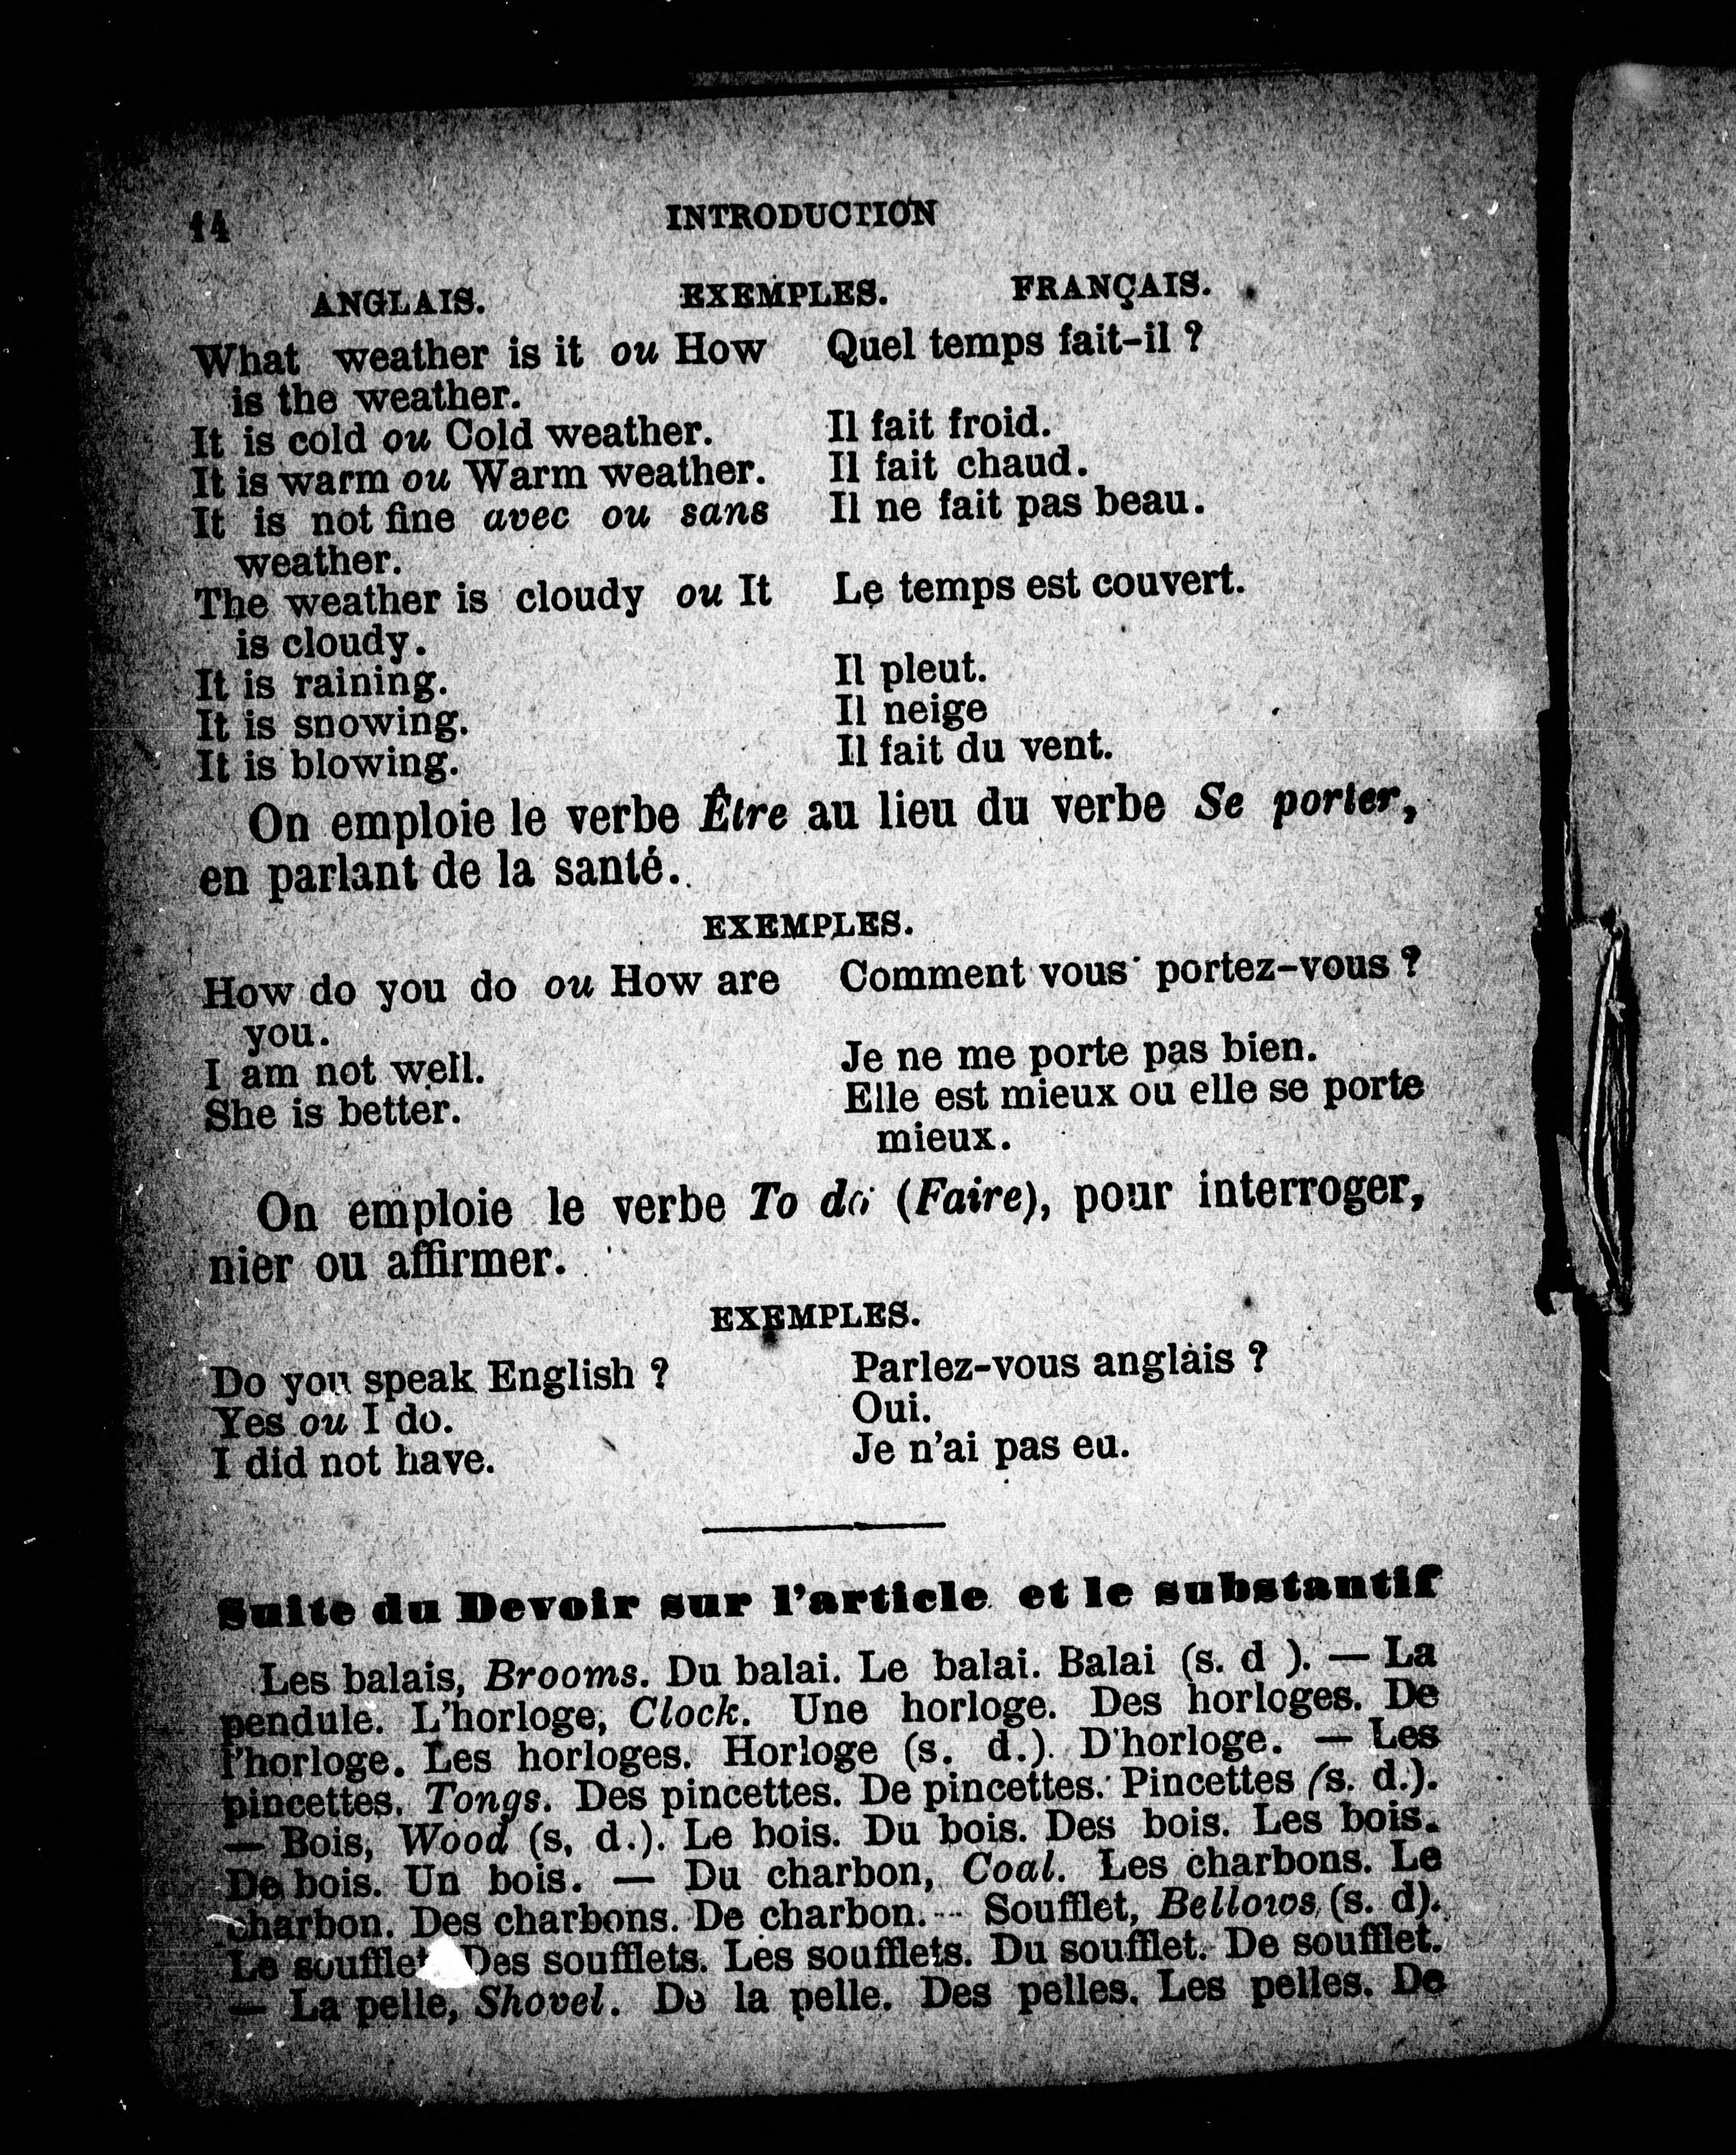 14 INTRODUCTION
ANGLAIS. EXEMPLES. FRANÇAIS.
What weather is it ou How Quel temps fait-il ?
is the weather.
It is cold ou Cold weather. Il fait froid.
It is warm ou Warm weather. Il fait chaud.
It is not fine avec ou sans Il ne fait pas beau.
weather.
The weather is cloudy ou It Le temps est couvert.
is cloudy.
It is raining. Il pleut.
It is snowing. Il neige
It is blowing. Il fait du vent.
On emploie le verbe Être au lieu du verbe Se porter,
en parlant de la santé.
EXEMPLES.
How do you do ou How are Comment vous portez-vous ?
you.
I am not well. Je ne me porte pas bien.
She is better. Elle est mieux ou elle se porte
mieux.
On emploie le verbe To do (Faire), pour interroger,
nier ou affirmer.
EXEMPLES.
Do you speak English ? Parlez-vous anglais ?
Yes ou I do. Oui.
I did not have. Je n'ai pas eu.
Suite du Devoir sur l'article et le substantif
Les balais, Brooms. Du balai. Le balai. Balai (s. d ). — La
pendule. L'horloge, Clock. Une horloge. Des horloges. De
l'horloge. Les horloges. Horloge (s. d.). D'horloge. — Les
pincettes. Tongs. Des pincettes. De pincettes. Pincettes (s. d.).
— Bois, Wood (s. d.). Le bois. Du bois. Des bois. Les bois.
De bois. Un bois. — Du charbon, Coal. Les charbons. Le
charbon. Des charbons. De charbon. — Soufflet, Bellows (s. d).
Le soufflet Des soufflets. Les soufflets. Du soufflet. De soufflet.
— La pelle, Shovel. De la pelle. Des pelles. Les pelles. De